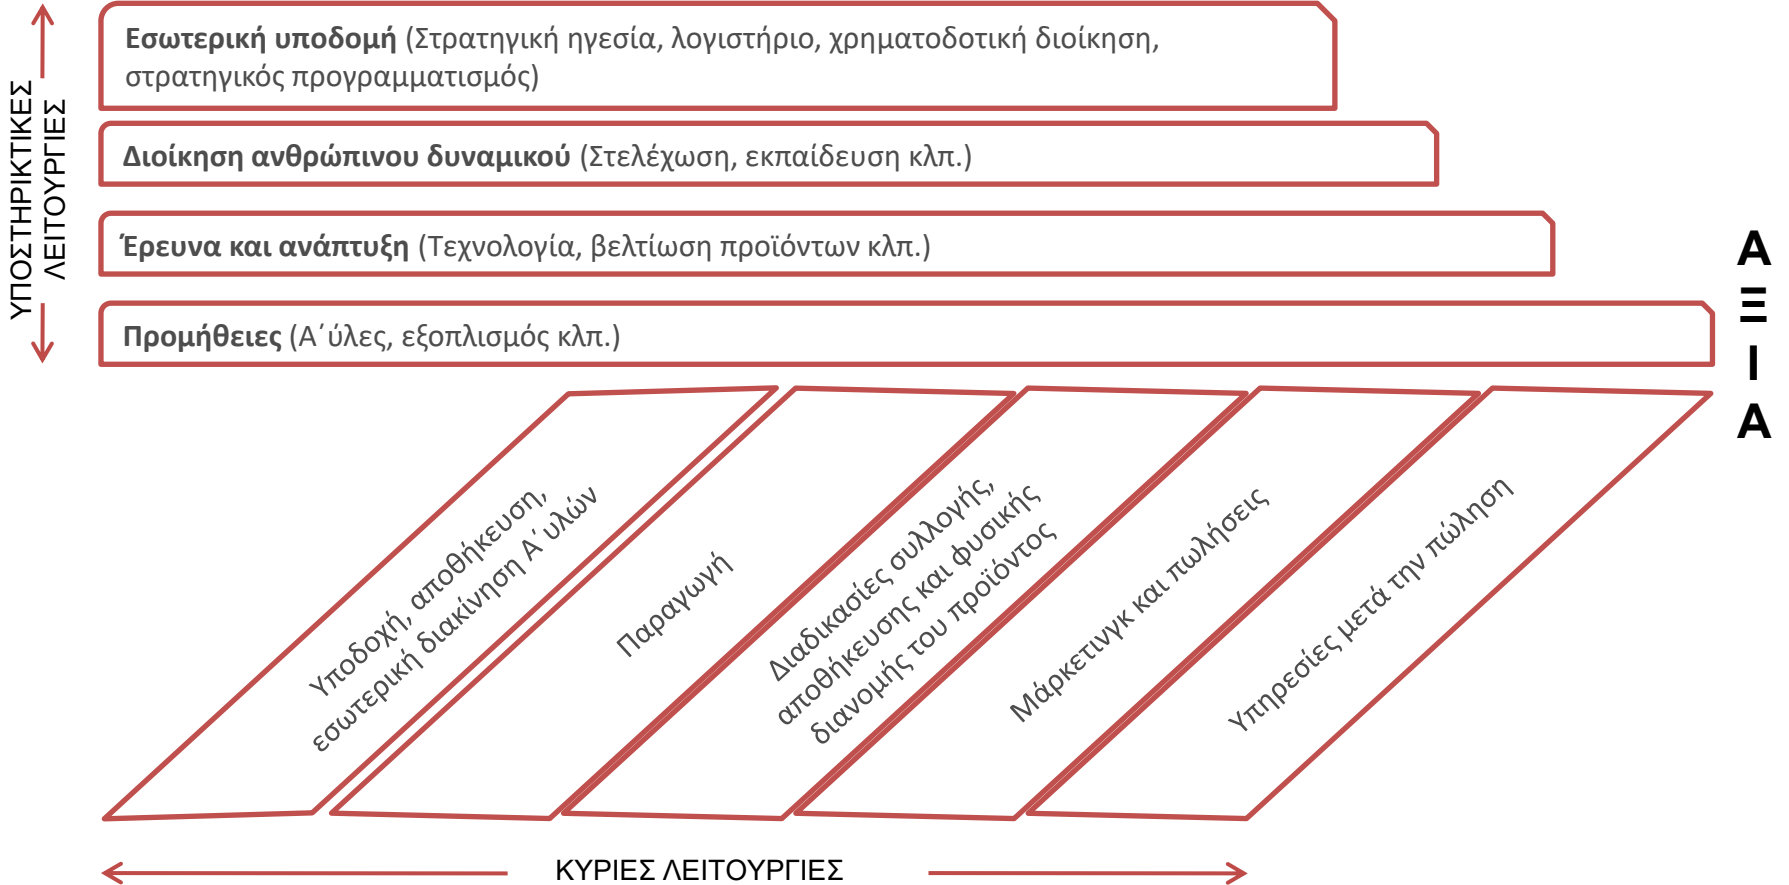 ΥΠΟΣΤΗΡΙΚΤΙΚΕΣ
ΛΕΙΤΟΥΡΓΙΕΣ
Εσωτερική υποδομή (Στρατηγική ηγεσία, λογιστήριο, χρηματοδοτική διοίκηση,
στρατηγικός προγραμματισμός)
Διοίκηση ανθρώπινου δυναμικού (Στελέχωση, εκπαίδευση κλπ.)
Έρευνα και ανάπτυξη (Τεχνολογία, βελτίωση προϊόντων κλπ.)
Προμήθειες (Α΄ύλες, εξοπλισμός κλπ.)
Α
Ξ
Ι
Α
Υποδοχή, αποθήκευση,
εσωτερική διακίνηση Α΄υλών
Παραγωγή
Διαδικασίες συλλογής,
αποθήκευσης και φυσικής
διανομής του προϊόντος
Μάρκετινγκ και πωλήσεις
Υπηρεσίες μετά την πώληση
ΚΥΡΙΕΣ ΛΕΙΤΟΥΡΓΙΕΣ